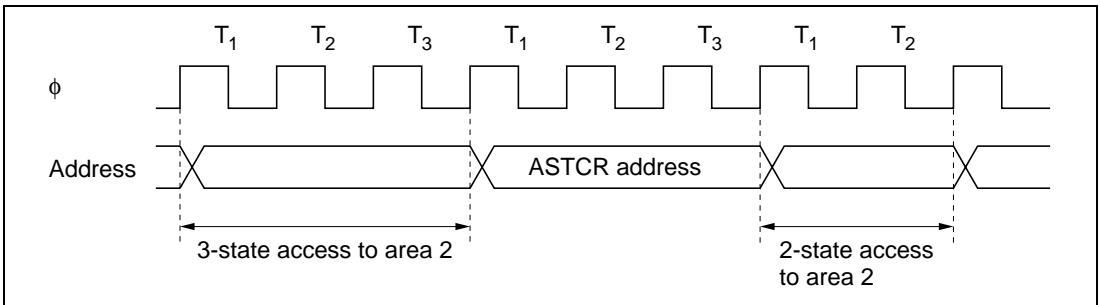 T1 T2 T3 T1 T2 T3 T1 T2
ϕ
Address
ASTCR address
3-state access to area 2
2-state access
to area 2